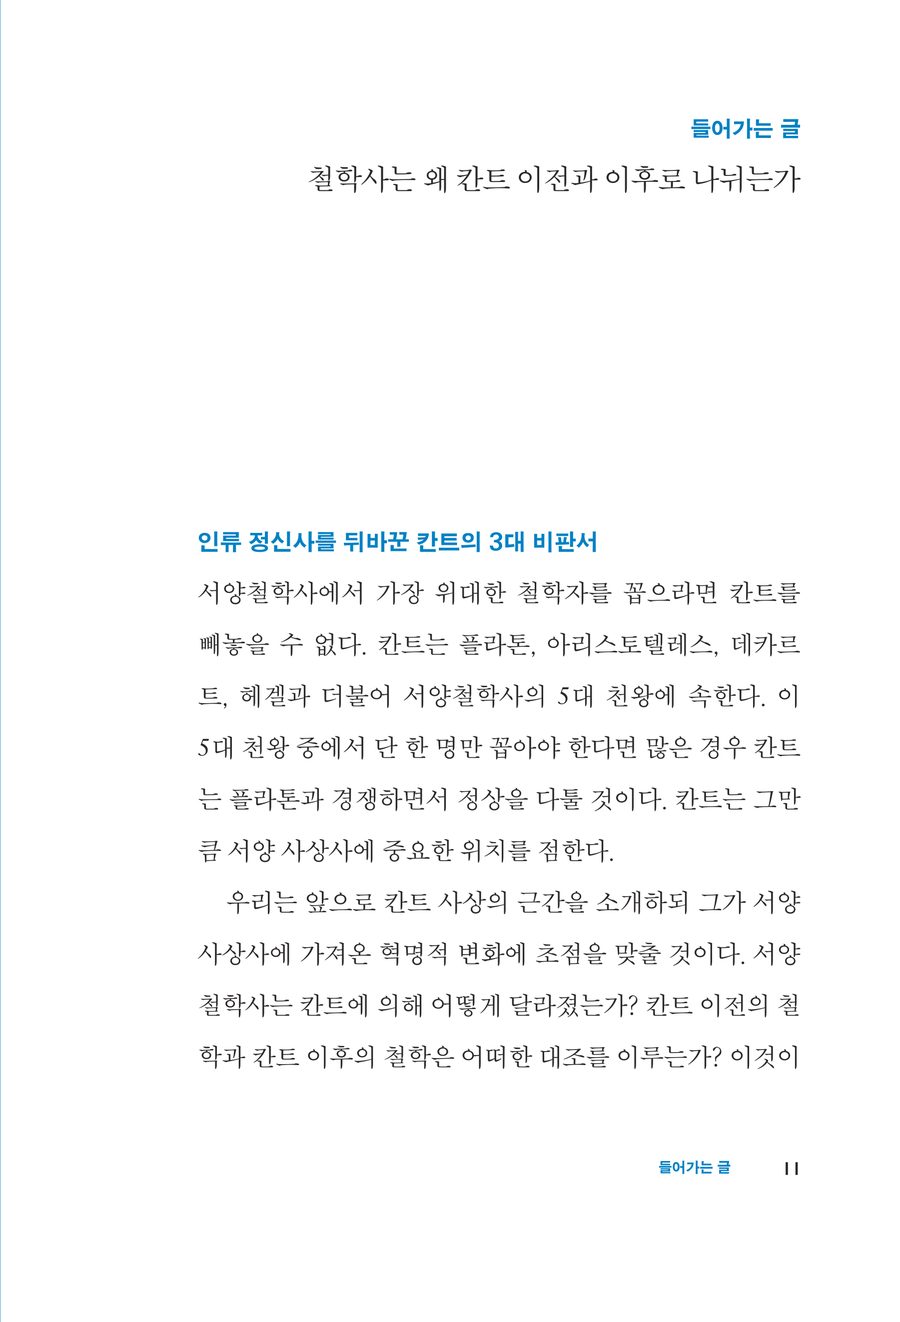 들어가는 글
철학사는 왜 칸트 이전과 이후로 나뉘는가
인류 정신사를 뒤바꾼 칸트의 3대 비판서
서양철학사에서 가장 위대한 철학자를 꼽으라면 칸트를
빼놓을 수 없다. 칸트는 플라톤, 아리스토텔레스, 데카르
트, 헤겔과 더불어 서양철학사의 5대 천왕에 속한다. 이
5대 천왕 중에서 단 한 명만 꼽아야 한다면 많은 경우 칸트
는 플라톤과 경쟁하면서 정상을 다툴 것이다. 칸트는 그만
큼 서양 사상사에 중요한 위치를 점한다.
우리는 앞으로 칸트 사상의 근간을 소개하되 그가 서양
사상사에 가져온 혁명적 변화에 초점을 맞출 것이다. 서양
철학사는 칸트에 의해 어떻게 달라졌는가? 칸트 이전의 철
학과 칸트 이후의 철학은 어떠한 대조를 이루는가? 이것이
들어가는 글 11